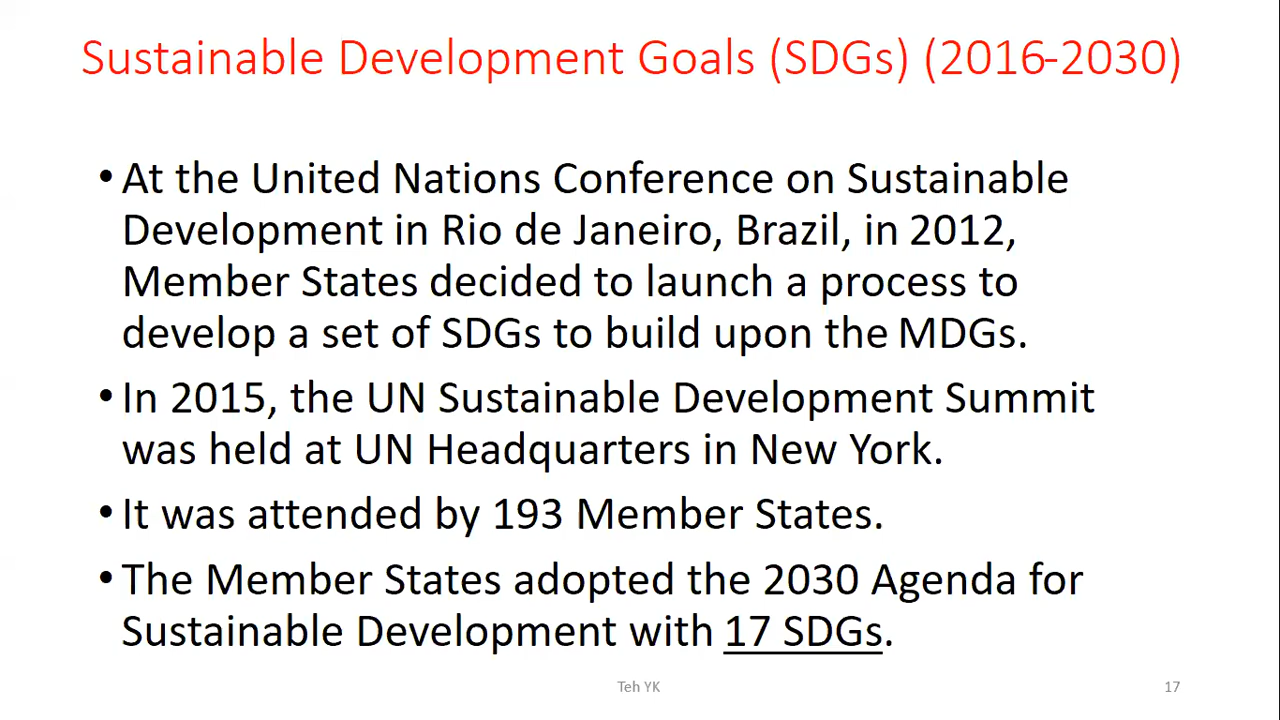 Sustainable Development Goals (SDGs) (2016-2030)
• At the United Nations Conference on Sustainable
Development in Rio de Janeiro, Brazil, in 2012,
Member States decided to launch a process to
develop a set of SDGs to build upon the MDGs.
• In 2015, the UN Sustainable Development Summit
was held at UN Headquarters in New York.
• It was attended by 193 Member States.
• The Member States adopted the 2030 Agenda for
Sustainable Development with 17 SDGs.
Teh YK
17